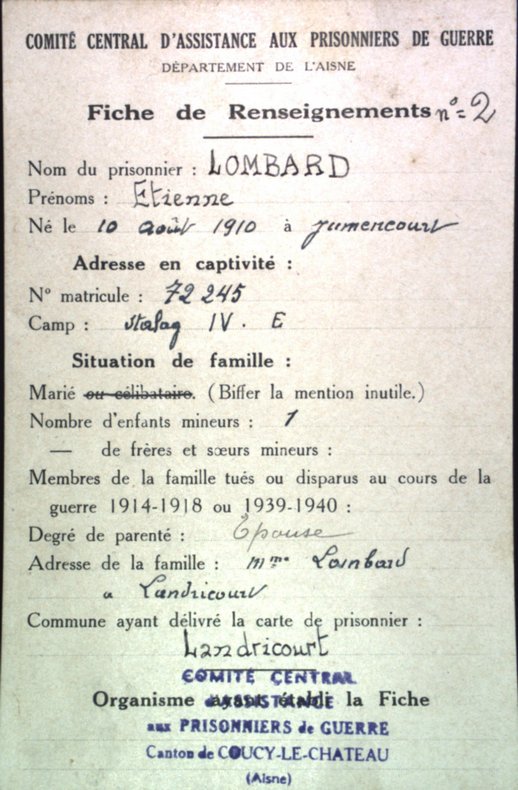 COMITÉ CENTRAL D'ASSISTANCE AUX PRISONNIERS DE GUERRE
DÉPARTEMENT DE L'AISNE
Fiche de Renseignements n°=2
Nom du prisonnier : LOMBARD
Prénoms : Etienne
Né le 10 août 1910 à Jumencourt
Adresse en captivité :
N° matricule : 72 245
Camp : stalag IV. E
Situation de famille :
Marié ou célibataire. (Biffer la mention inutile.)
Nombre d'enfants mineurs : 1
— de frères et sœurs mineurs :
Membres de la famille tués ou disparus au cours de la
guerre 1914-1918 ou 1939-1940 :
Degré de parenté : Epouse
Adresse de la famille : Mme Lombard
a Landricourt
Commune ayant délivré la carte de prisonnier :
Landricourt
COMITÉ CENTRAL
Organisme ayant établi la Fiche
d'ASSISTANCE
aux PRISONNIERS de GUERRE
Canton de COUCY-LE-CHATEAU
(Aisne)